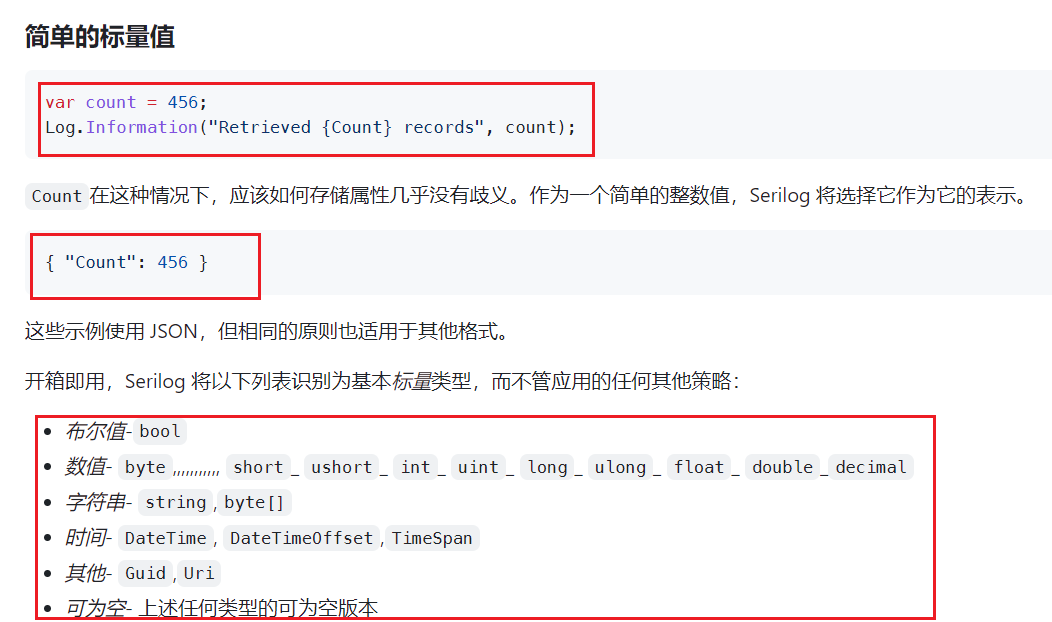 简单的标量值
var count = 456;
Log.Information("Retrieved {Count} records", count);
Count在这种情况下，应该如何存储属性几乎没有歧义。作为一个简单的整数值，Serilog 将选择它作为它的表示。
{ "Count": 456 }
这些示例使用 JSON，但相同的原则也适用于其他格式。
开箱即用，Serilog 将以下列表识别为基本标量类型，而不管应用的任何其他策略：
• 布尔值- bool
• 数值- byte ,,,,,,,,,,, short _ ushort _ int _ uint _ long _ ulong _ float _ double _ decimal
• 字符串- string , byte[]
• 时间- DateTime , DateTimeOffset , TimeSpan
• 其他- Guid , Uri
• 可为空- 上述任何类型的可为空版本